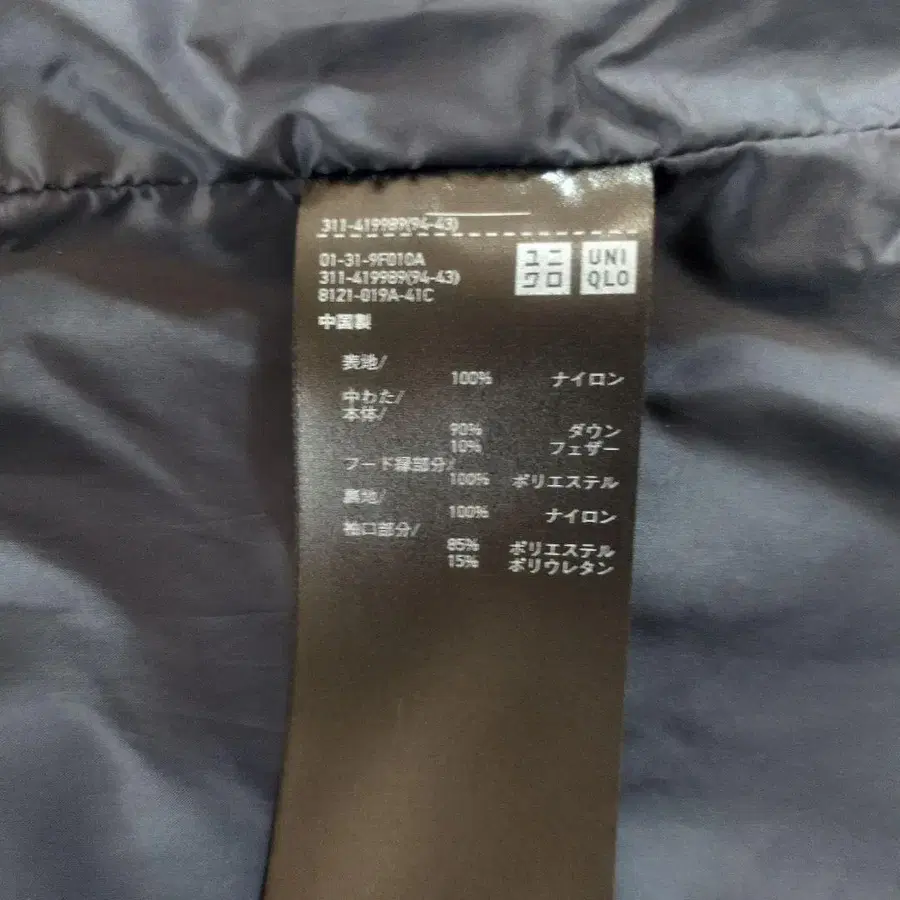 311-419989(94-43)
01-31-9F010A
311-419989(94-43)
8121-019A-41C
ユニ
クロ
UNI
QLO
中国製
表地/
100% ナイロン
中わた/
本体/
90% ダウン
10% フェザー
フード縁部分/
100% ポリエステル
裏地/
100% ナイロン
袖口部分/
85% ポリエステル
15% ポリウレタン